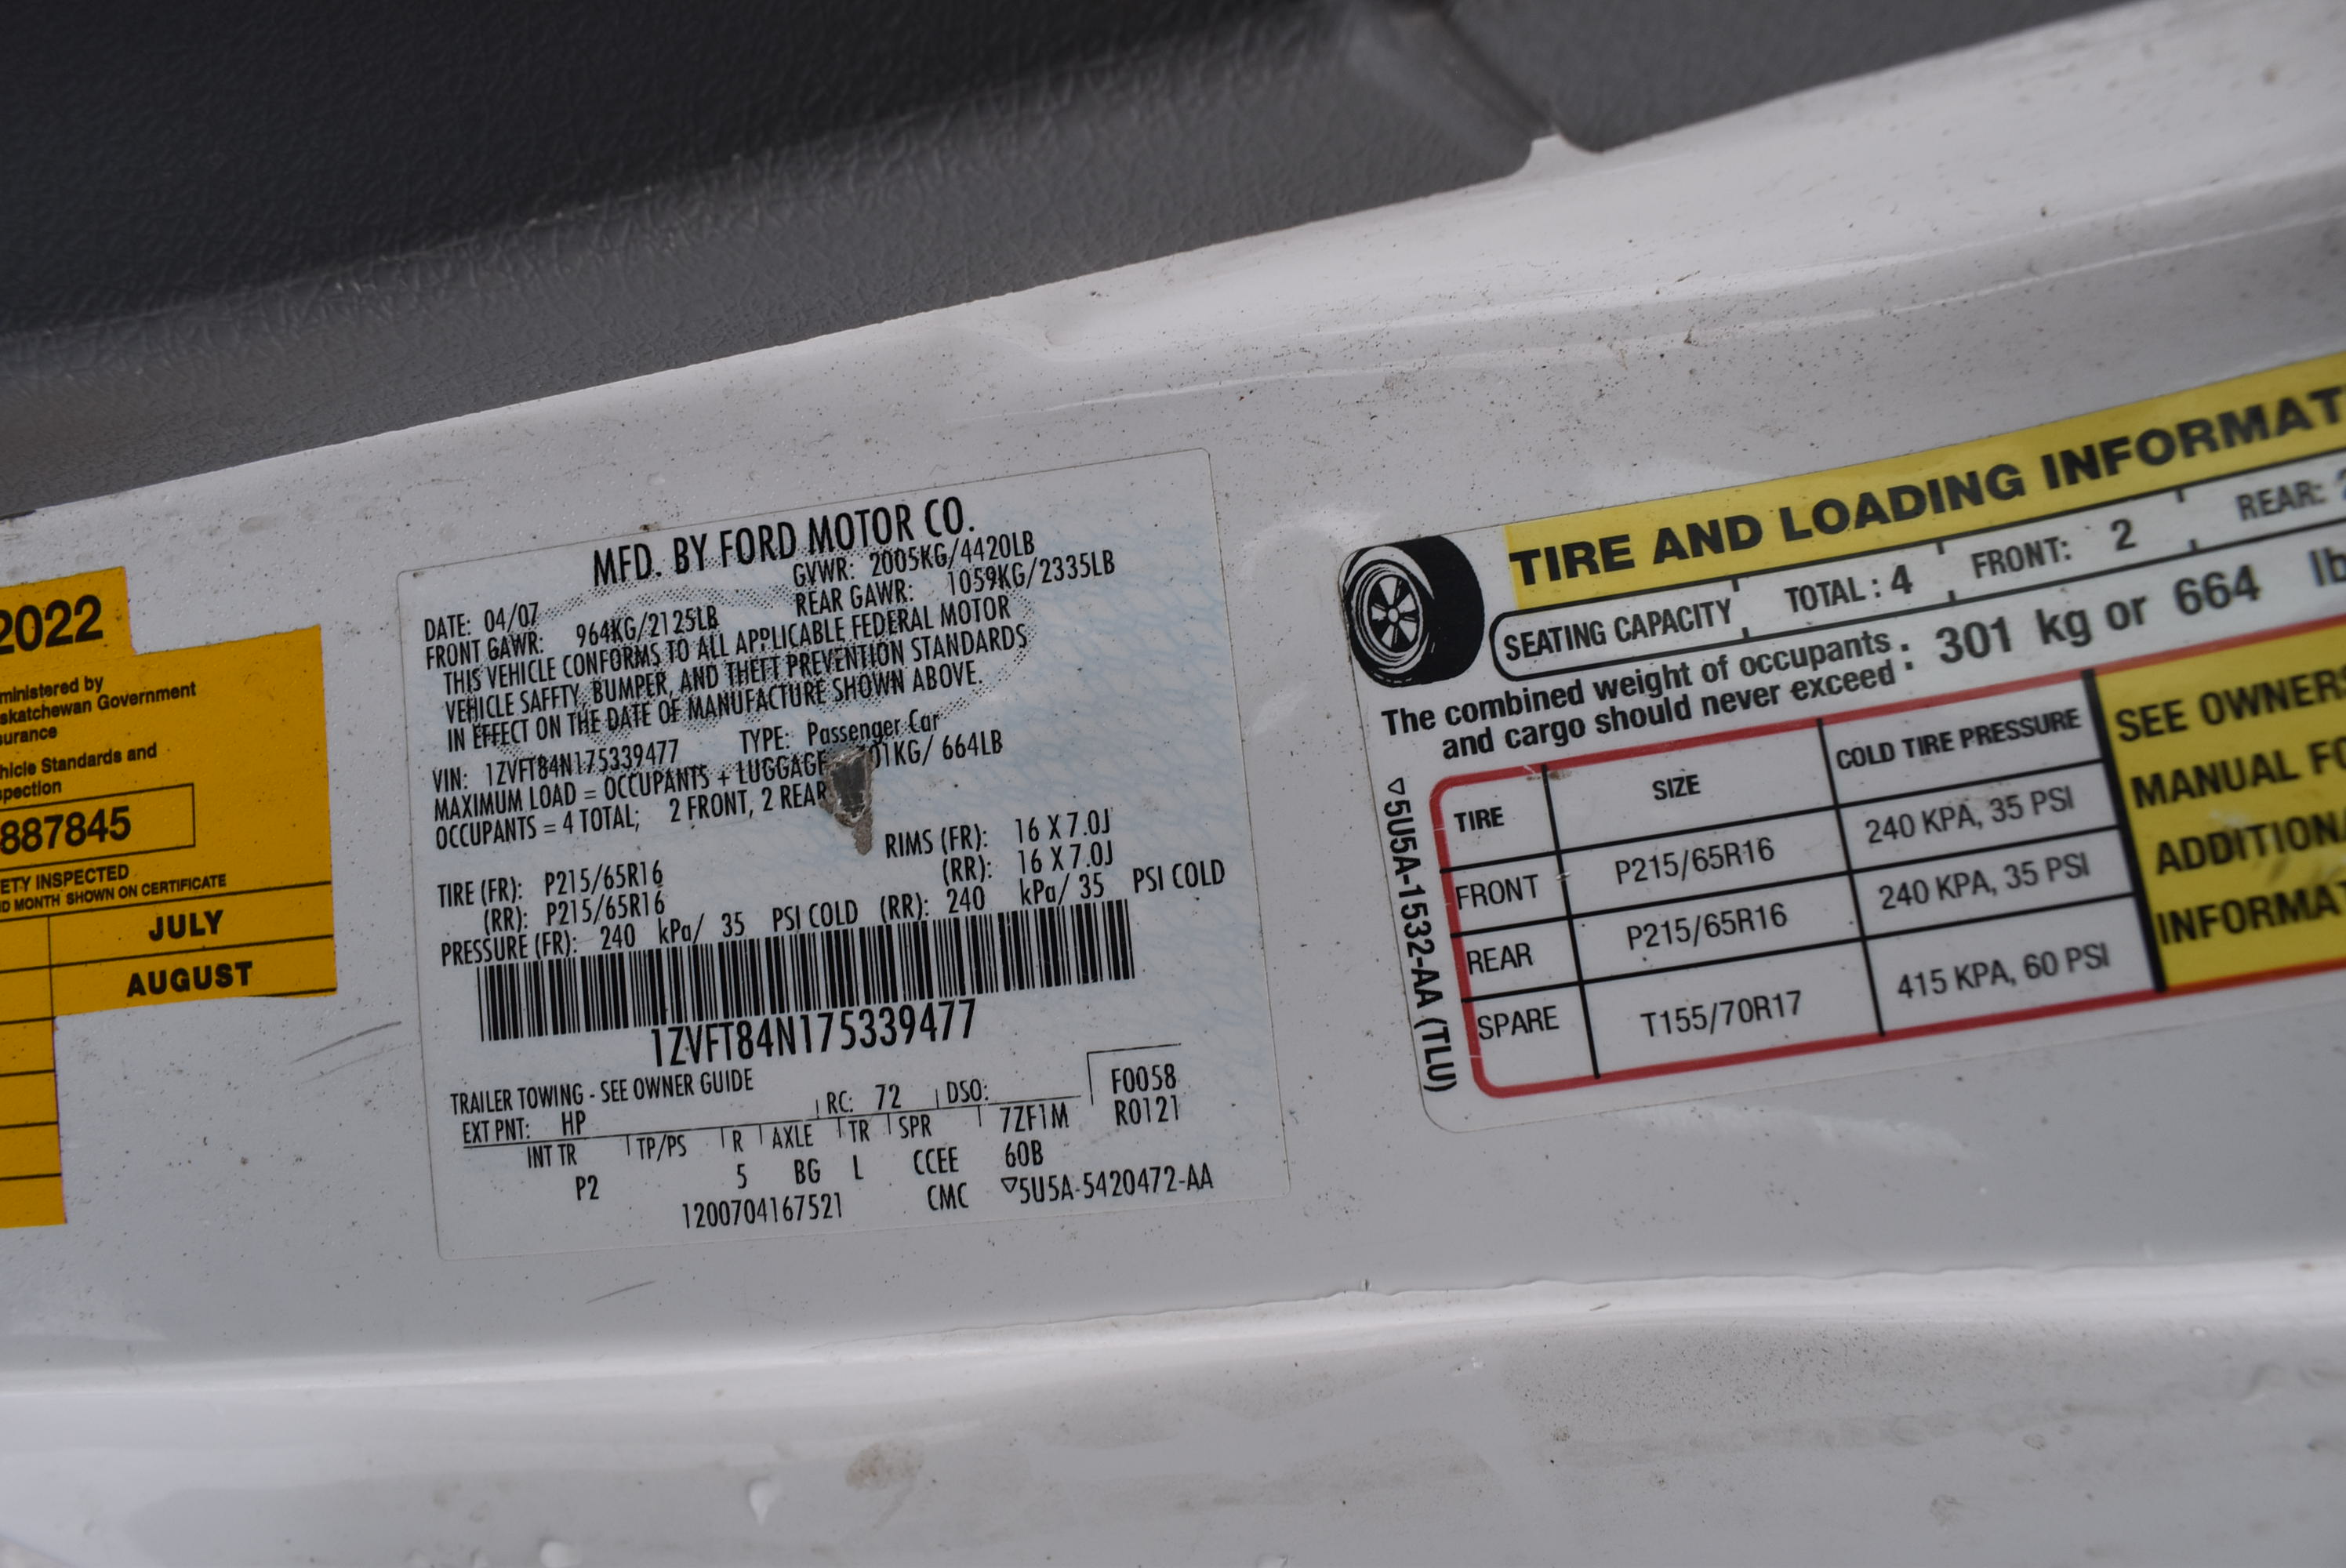 2022
ministered by
skatchewan Government
surance
hicle Standards and
spection
887845
ETY INSPECTED
D MONTH SHOWN ON CERTIFICATE
JULY
AUGUST
MFD. BY FORD MOTOR CO.
DATE: 04/07 GVWR: 2005KG/4420LB
FRONT GAWR: 964KG/2125LB REAR GAWR: 1059KG/2335LB
THIS VEHICLE CONFORMS TO ALL APPLICABLE FEDERAL MOTOR
VEHICLE SAFETY, BUMPER, AND THEFT PREVENTION STANDARDS
IN EFFECT ON THE DATE OF MANUFACTURE SHOWN ABOVE.
VIN: 1ZVFT84N175339477 TYPE: Passenger Car
MAXIMUM LOAD = OCCUPANTS + LUGGAGE 01KG/ 664LB
OCCUPANTS = 4 TOTAL; 2 FRONT, 2 REAR
TIRE (FR): P215/65R16 RIMS (FR): 16 X 7.0J
(RR): P215/65R16 (RR): 16 X 7.0J
PRESSURE (FR): 240 kPa/ 35 PSI COLD (RR): 240 kPa/ 35 PSI COLD
1ZVFT84N175339477
TRAILER TOWING - SEE OWNER GUIDE
EXT PNT: HP RC: 72 DSO: F0058
INT TR TP/PS R AXLE TR SPR 7ZF1M R0121
P2 5 BG L CCEE 60B
1200704167521 CMC ▽5U5A-5420472-AA
TIRE AND LOADING INFORMAT
SEATING CAPACITY TOTAL : 4 FRONT: 2 REAR:
The combined weight of occupants
and cargo should never exceed : 301 kg or 664 lb
▽5U5A-1532-AA (TLU)
TIRE SIZE COLD TIRE PRESSURE
FRONT P215/65R16 240 KPA, 35 PSI
REAR P215/65R16 240 KPA, 35 PSI
SPARE T155/70R17 415 KPA, 60 PSI
SEE OWNERS
MANUAL FO
ADDITIONA
INFORMAT